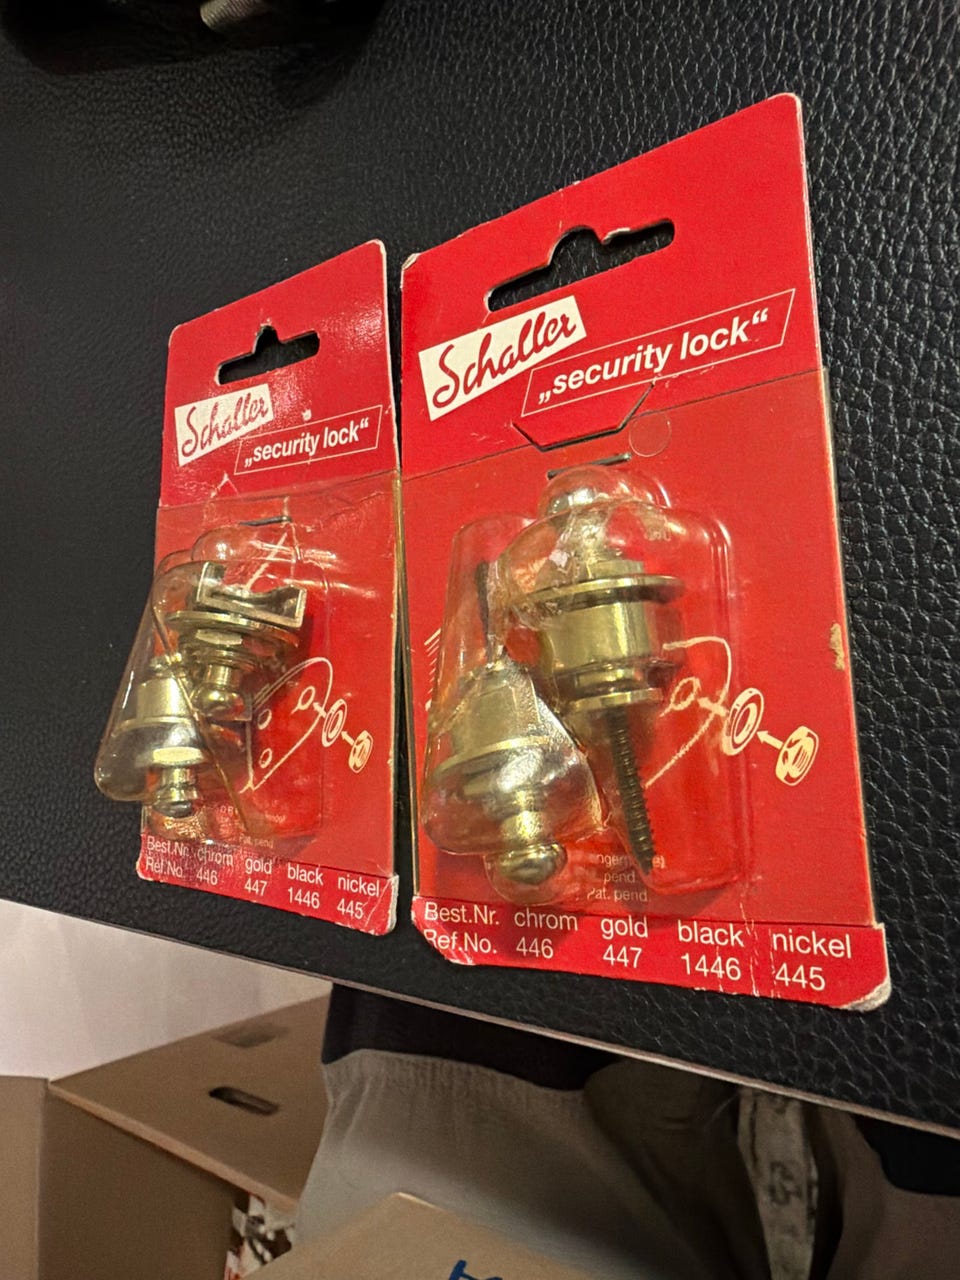 Schaller
„security lock“
Best.Nr. chrom gold black nickel
Ref.No. 446 447 1446 445
Schaller
„security lock“
pend
Pat. pend
Best.Nr. chrom gold black nickel
Ref.No. 446 447 1446 445